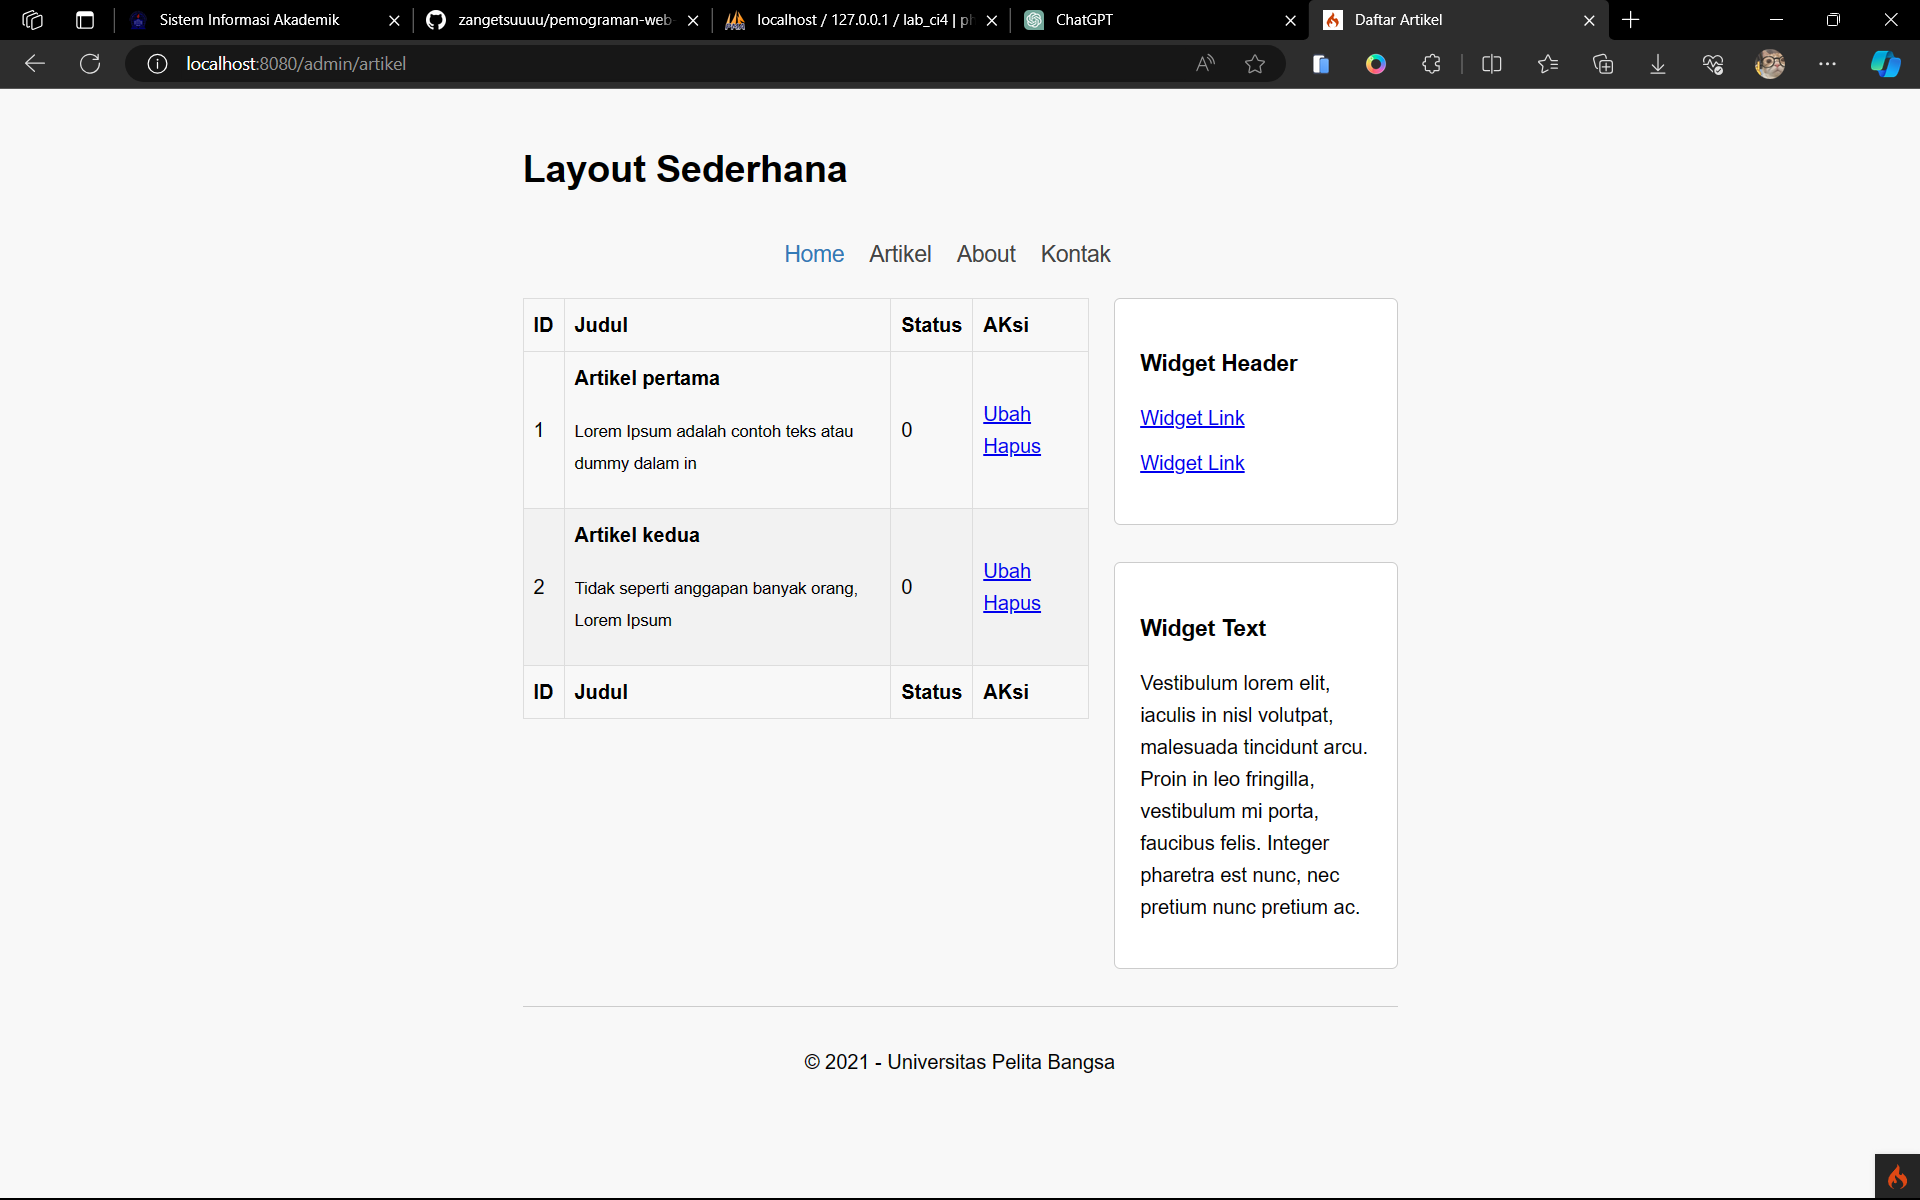 Sistem Informasi Akademik
zangetsuuuu/pemograman-web-
localhost / 127.0.0.1 / lab_ci4 | ph
ChatGPT
Daftar Artikel
localhost:8080/admin/artikel
Layout Sederhana
Home Artikel About Kontak
ID Judul Status AKsi
1
Artikel pertama
Lorem Ipsum adalah contoh teks atau
dummy dalam in
0
Ubah
Hapus
2
Artikel kedua
Tidak seperti anggapan banyak orang,
Lorem Ipsum
0
Ubah
Hapus
ID Judul Status AKsi
Widget Header
Widget Link
Widget Link
Widget Text
Vestibulum lorem elit,
iaculis in nisl volutpat,
malesuada tincidunt arcu.
Proin in leo fringilla,
vestibulum mi porta,
faucibus felis. Integer
pharetra est nunc, nec
pretium nunc pretium ac.
© 2021 - Universitas Pelita Bangsa